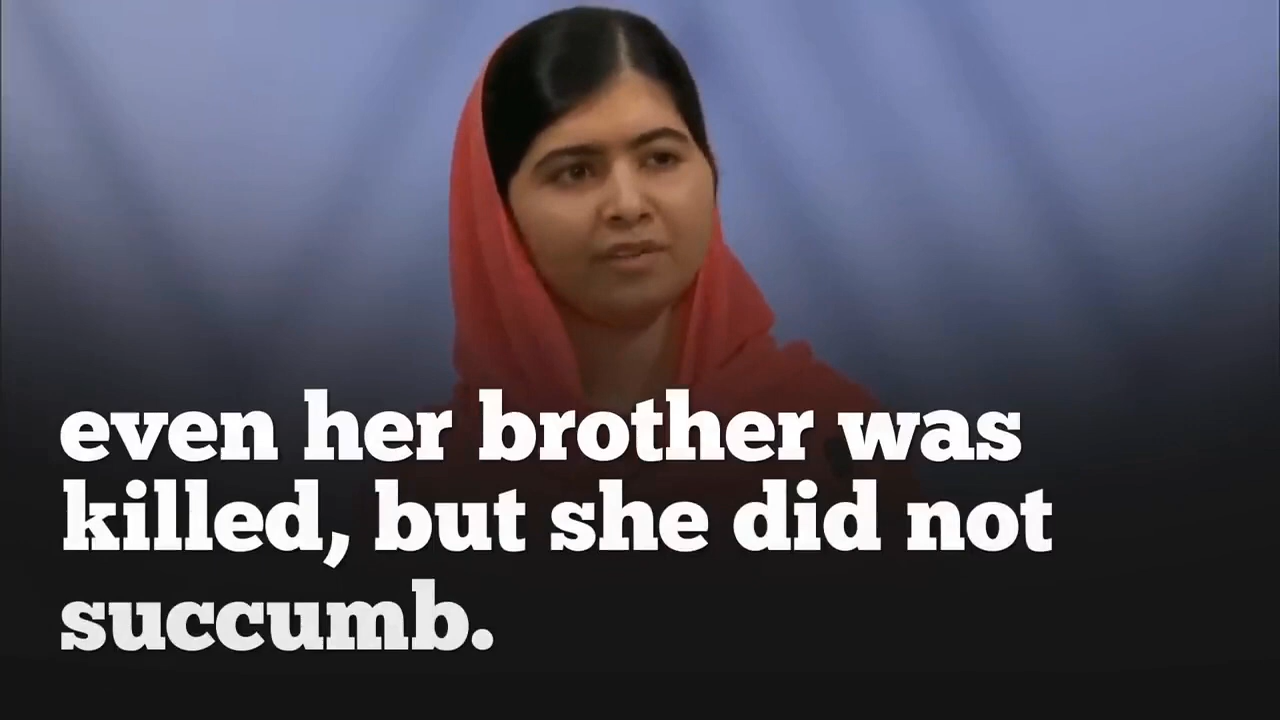 even her brother was
killed, but she did not
succumb.